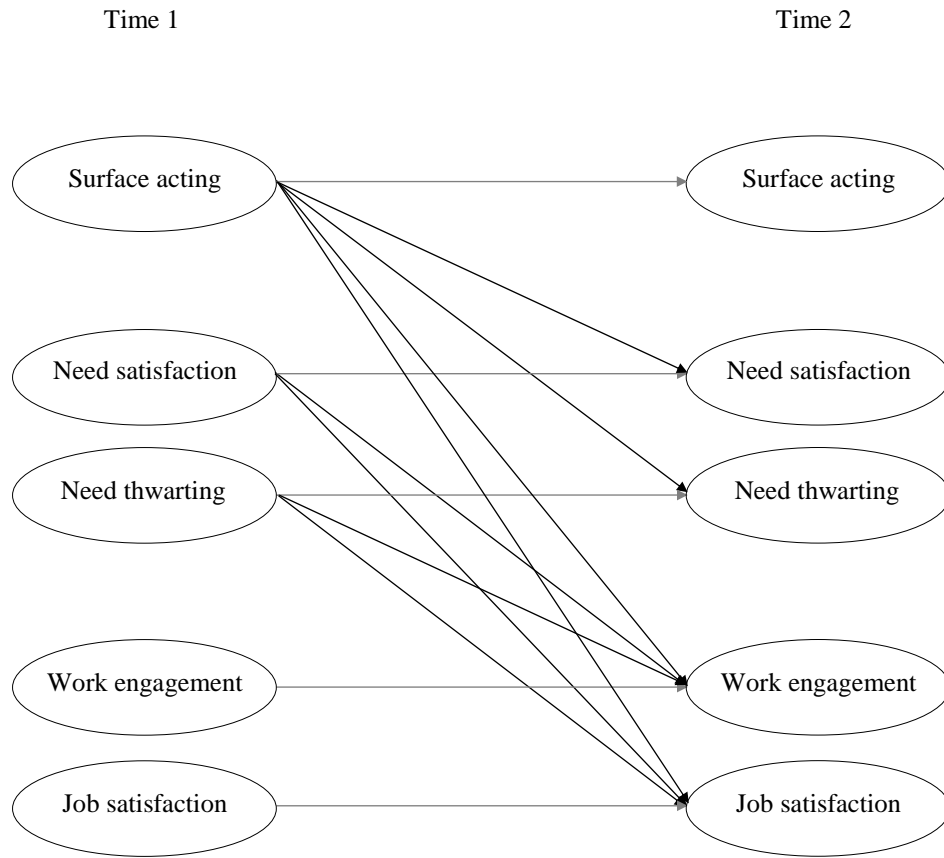 Time 1 Time 2
Surface acting Surface acting
Need satisfaction Need satisfaction
Need thwarting Need thwarting
Work engagement Work engagement
Job satisfaction Job satisfaction